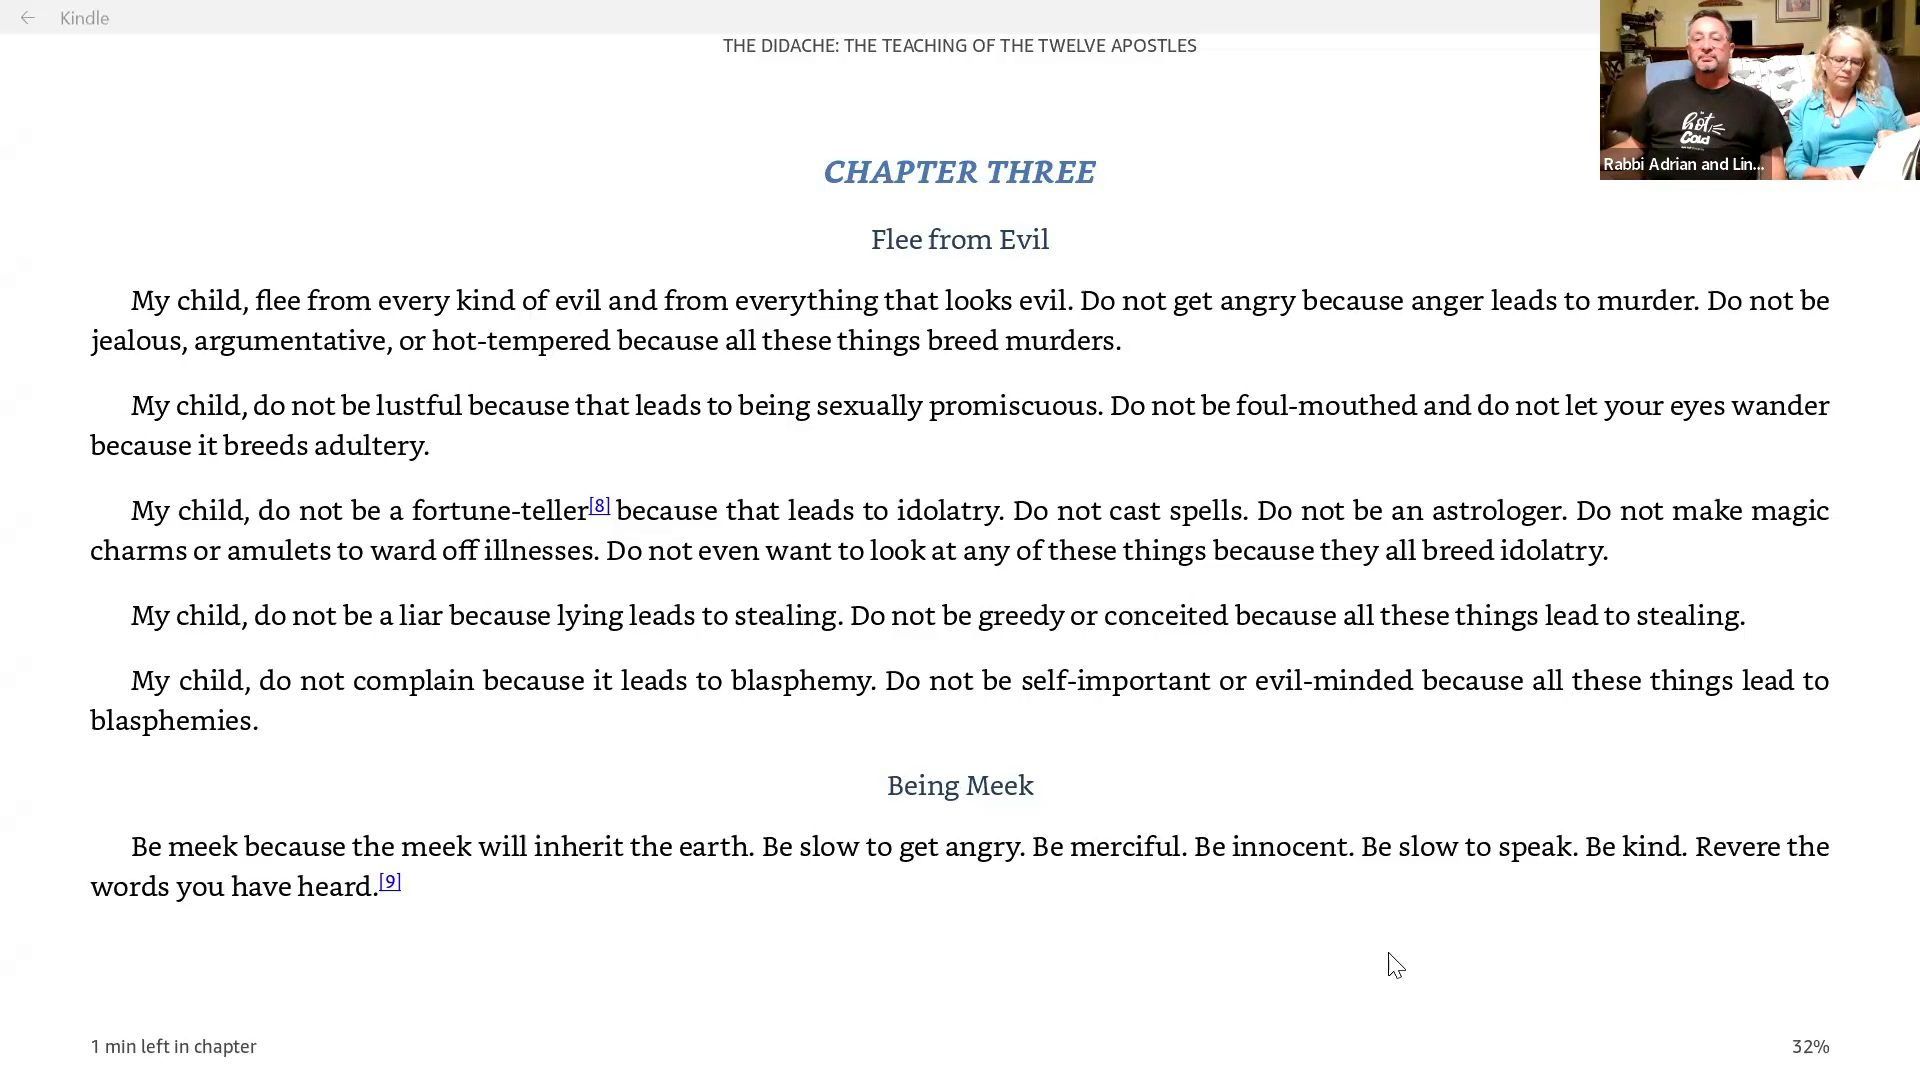 Kindle
THE DIDACHE: THE TEACHING OF THE TWELVE APOSTLES
hot
Cold
Rabbi Adrian and Lin...
CHAPTER THREE
Flee from Evil
My child, flee from every kind of evil and from everything that looks evil. Do not get angry because anger leads to murder. Do not be
jealous, argumentative, or hot-tempered because all these things breed murders.
My child, do not be lustful because that leads to being sexually promiscuous. Do not be foul-mouthed and do not let your eyes wander
because it breeds adultery.
My child, do not be a fortune-teller[8] because that leads to idolatry. Do not cast spells. Do not be an astrologer. Do not make magic
charms or amulets to ward off illnesses. Do not even want to look at any of these things because they all breed idolatry.
My child, do not be a liar because lying leads to stealing. Do not be greedy or conceited because all these things lead to stealing.
My child, do not complain because it leads to blasphemy. Do not be self-important or evil-minded because all these things lead to
blasphemies.
Being Meek
Be meek because the meek will inherit the earth. Be slow to get angry. Be merciful. Be innocent. Be slow to speak. Be kind. Revere the
words you have heard.[9]
1 min left in chapter
32%